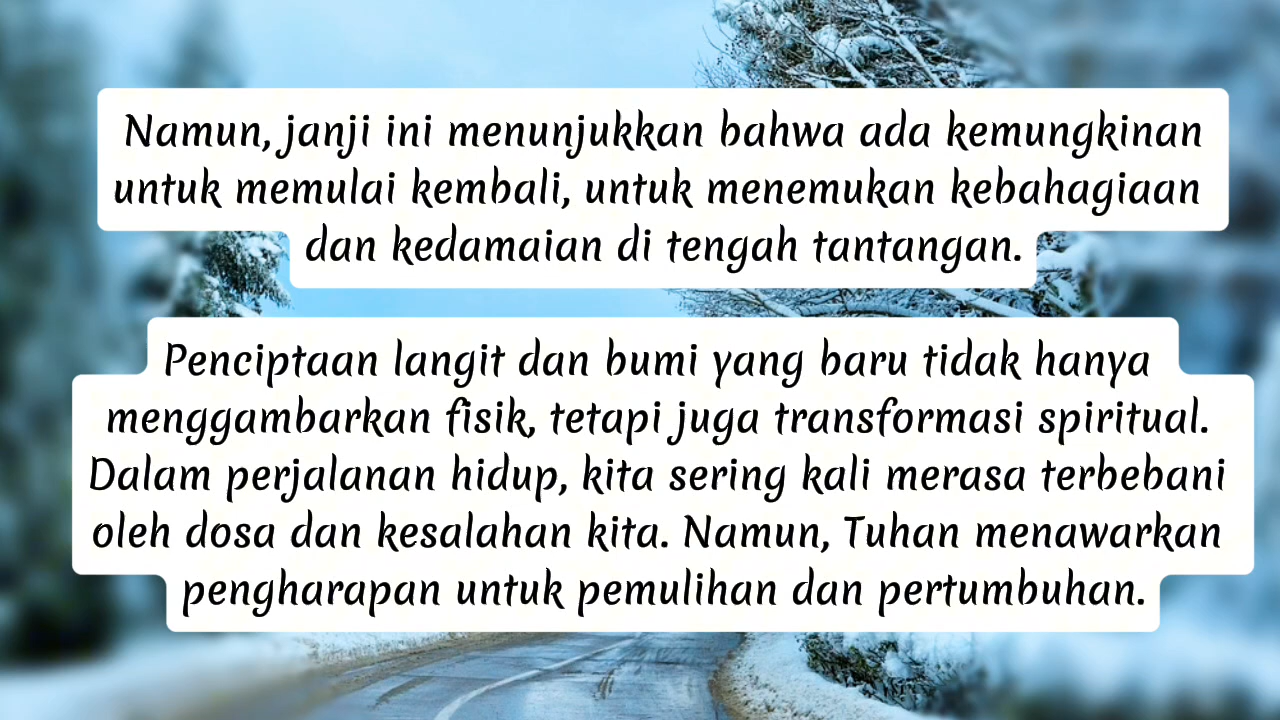 Namun, janji ini menunjukkan bahwa ada kemungkinan
untuk memulai kembali, untuk menemukan kebahagiaan
dan kedamaian di tengah tantangan.
Penciptaan langit dan bumi yang baru tidak hanya
menggambarkan fisik, tetapi juga transformasi spiritual.
Dalam perjalanan hidup, kita sering kali merasa terbebani
oleh dosa dan kesalahan kita. Namun, Tuhan menawarkan
pengharapan untuk pemulihan dan pertumbuhan.